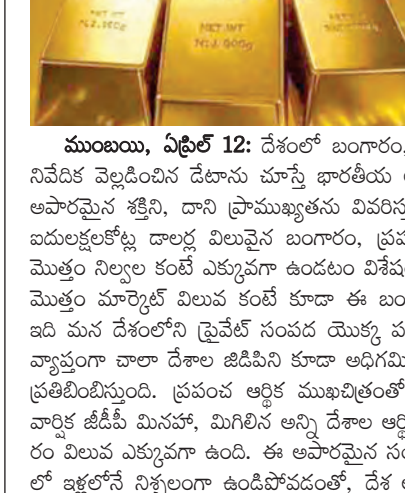 NET WT
NET WT
ముంబయి, ఏప్రిల్ 12: దేశంలో బంగారం,
నివేదిక వెల్లడించిన డేటాను చూస్తే భారతీయ
అపారమైన శక్తిని, దాని ప్రాముఖ్యతను వివరిస్త
ఐదులక్షలకోట్ల డాలర్ల విలువైన బంగారం, ప్రప
మొత్తం నిల్వల కంటే ఎక్కువగా ఉండటం విశేష
మొత్తం మార్కెట్ విలువ కంటే కూడా ఈ బం
ఇది మన దేశంలోని ప్రైవేట్ సంపద యొక్క ప
వ్యాప్తంగా చాలా దేశాల జిడిపిని కూడా అధిగమి
ప్రతిబింబిస్తుంది. ప్రపంచ ఆర్థిక ముఖచిత్రంతో
వార్షిక జీడీపీ మినహా, మిగిలిన అన్ని దేశాల ఆర్థి
రం విలువ ఎక్కువగా ఉంది. ఈ అపారమైన సం
లో ఇళ్లలోనే నిశ్చలంగా ఉండిపోవడంతో, దేశ